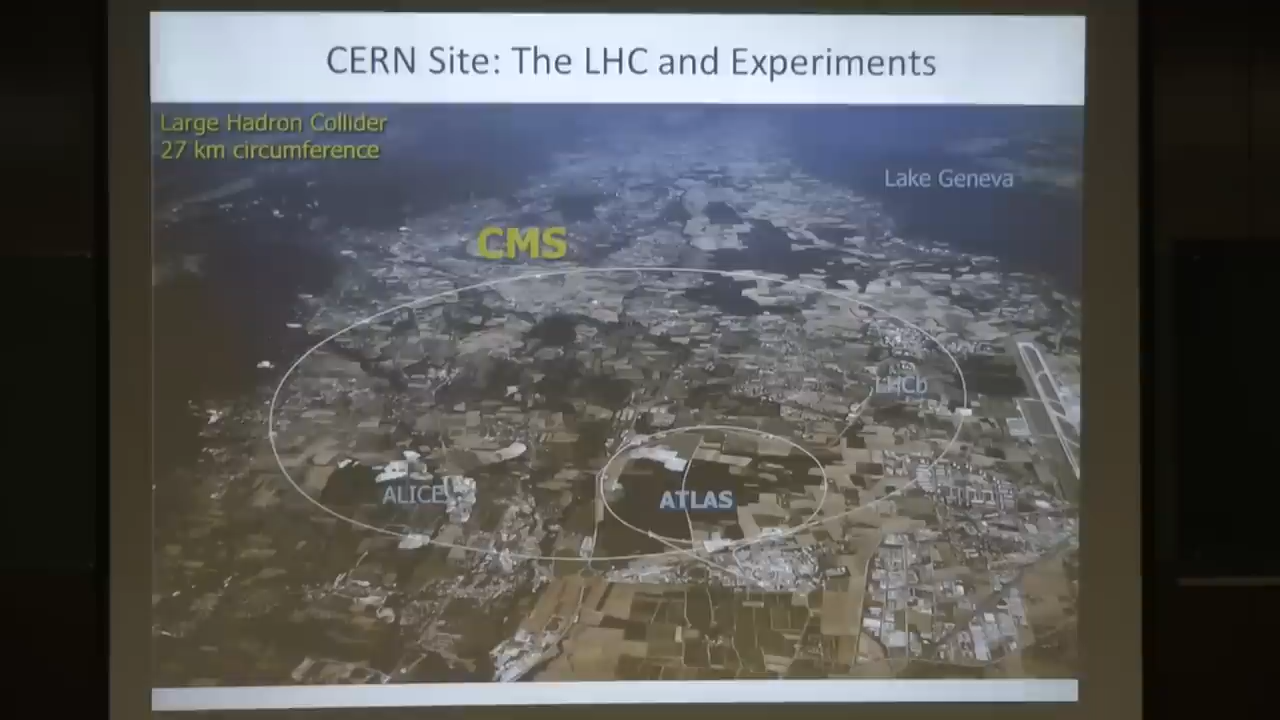 CERN Site: The LHC and Experiments
Large Hadron Collider
27 km circumference
Lake Geneva
CMS
LHCb
ALICE
ATLAS